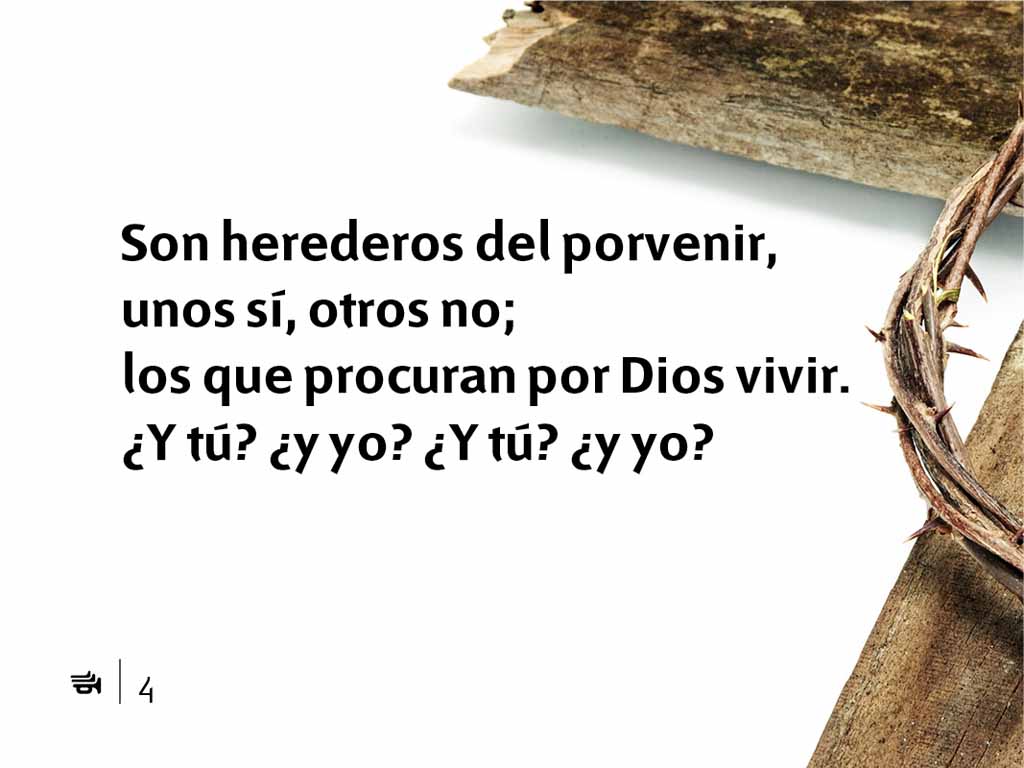 Son herederos del porvenir,
unos sí, otros no;
los que procuran por Dios vivir.
¿Y tú? ¿y yo? ¿Y tú? ¿y yo?
4